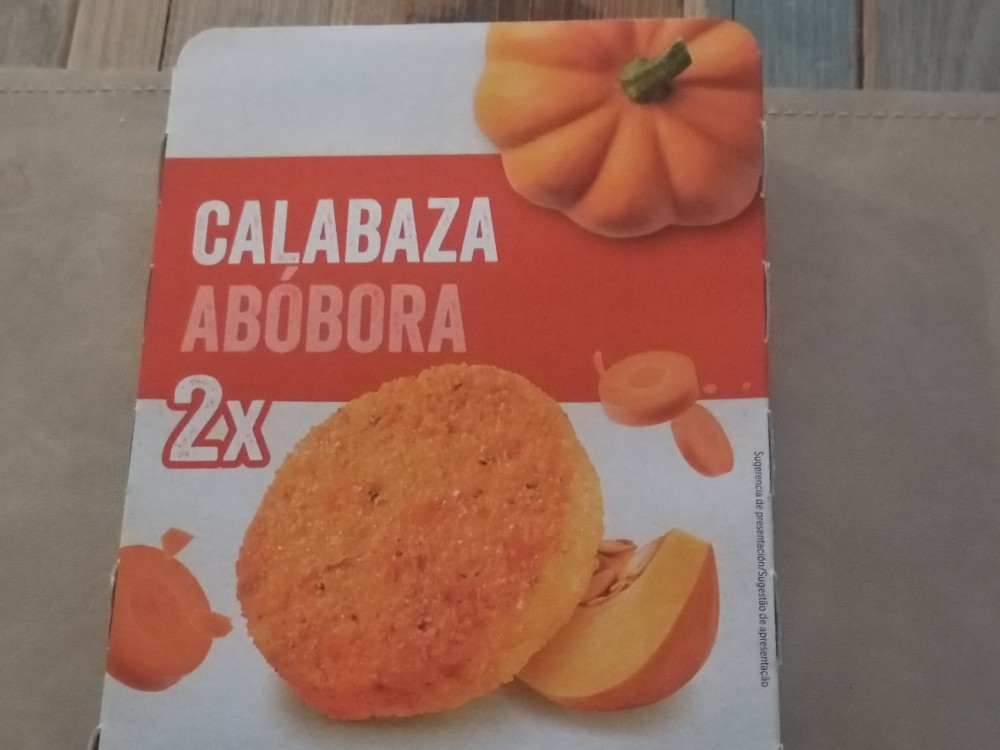 CALABAZA
ABÓBORA
2x
Sugerencia de presentación/Sugestão de apresentação